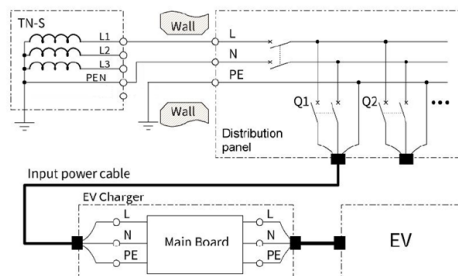 TN-S
L1
L2
L3
PEN
Wall
L
N
PE
Wall
Q1
Q2
Distribution
panel
Input power cable
EV Charger
L
N
PE
Main Board
L
N
PE
EV